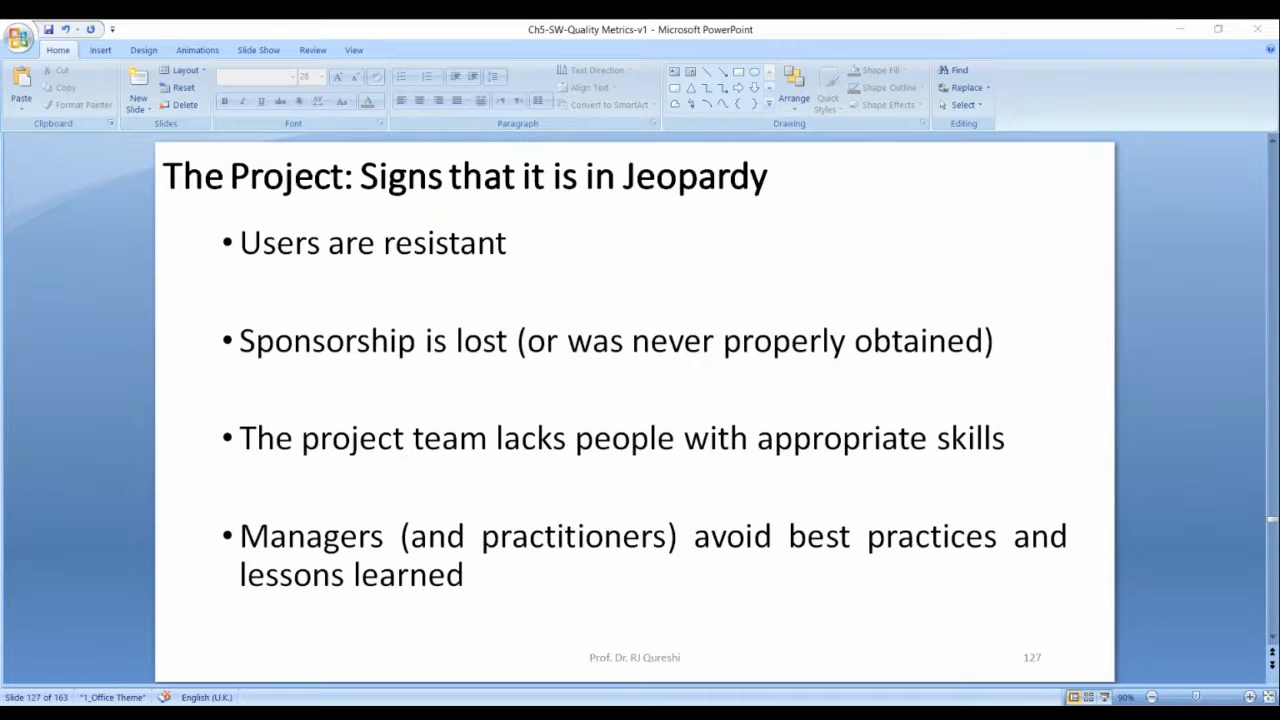 Ch5-SW-Quality Metrics-v1 - Microsoft PowerPoint
Home Insert Design Animations Slide Show Review View
Paste
Cut
Copy
Format Painter
Clipboard
New Slide
Layout
Reset
Delete
Slides
28
Font
Text Direction
Align Text
Convert to SmartArt
Paragraph
Arrange
Quick Styles
Shape Fill
Shape Outline
Shape Effects
Drawing
Find
Replace
Select
Editing
The Project: Signs that it is in Jeopardy
• Users are resistant
• Sponsorship is lost (or was never properly obtained)
• The project team lacks people with appropriate skills
• Managers (and practitioners) avoid best practices and
lessons learned
Prof. Dr. RJ Qureshi 127
Slide 127 of 163 "1_Office Theme" English (U.K.) 90%